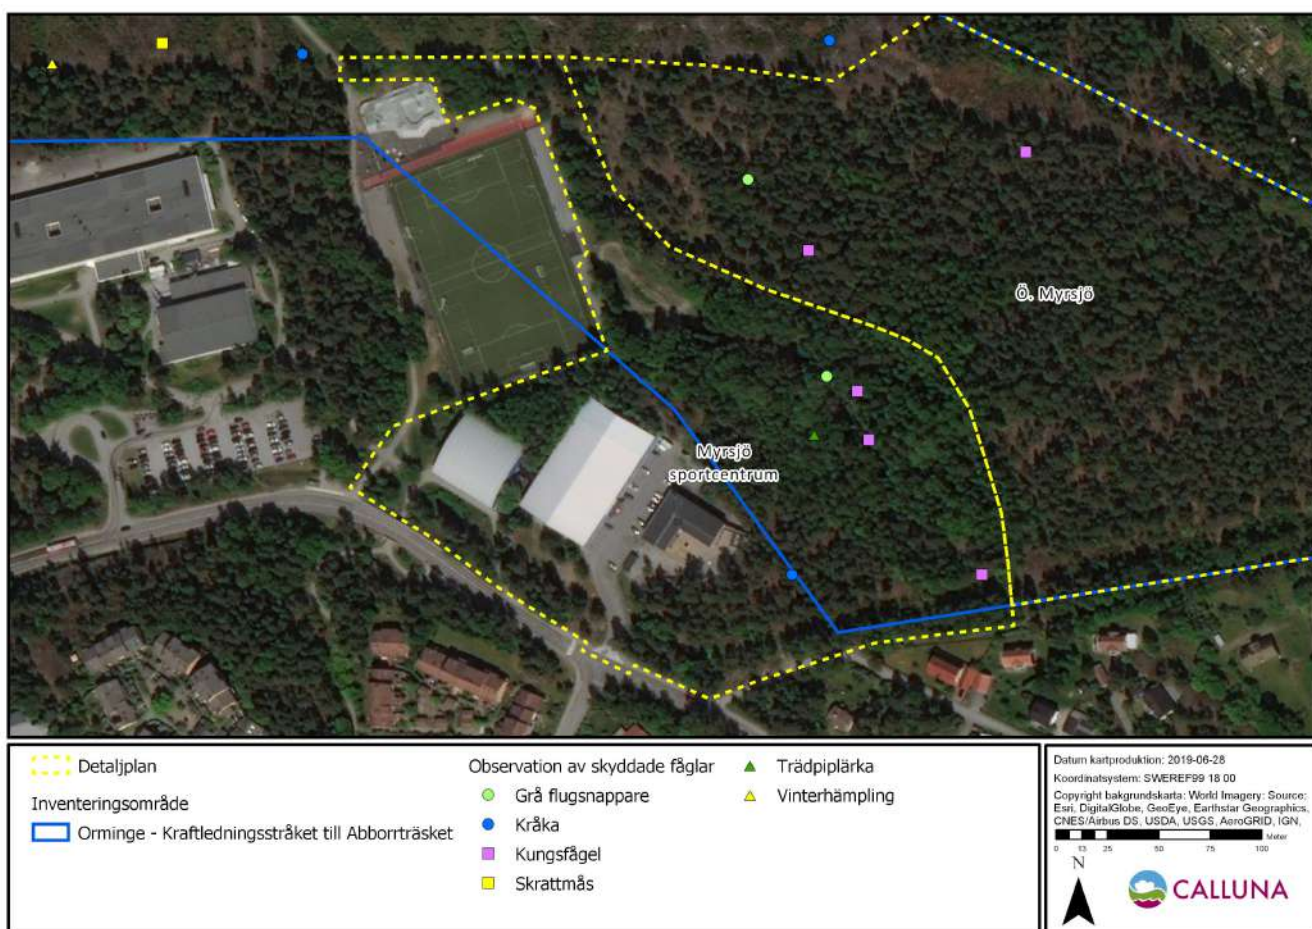 Ö. Myrsjö
Myrsjö
sportcentrum
Detaljplan
Inventeringsområde
Orminge - Kraftledningsstråket till Abborrträsket
Observation av skyddade fåglar
Grå flugsnappare
Kråka
Kungsfågel
Skrattmås
Trädpiplärka
Vinterhämpling
Datum kartproduktion: 2019-06-28
Koordinatsystem: SWEREF99 18 00
Copyright bakgrundskarta: World Imagery: Source:
Esri, DigitalGlobe, GeoEye, Earthstar Geographics,
CNES/Airbus DS, USDA, USGS, AeroGRID, IGN,
Meter
0 13 25 50 75 100
N
CALLUNA